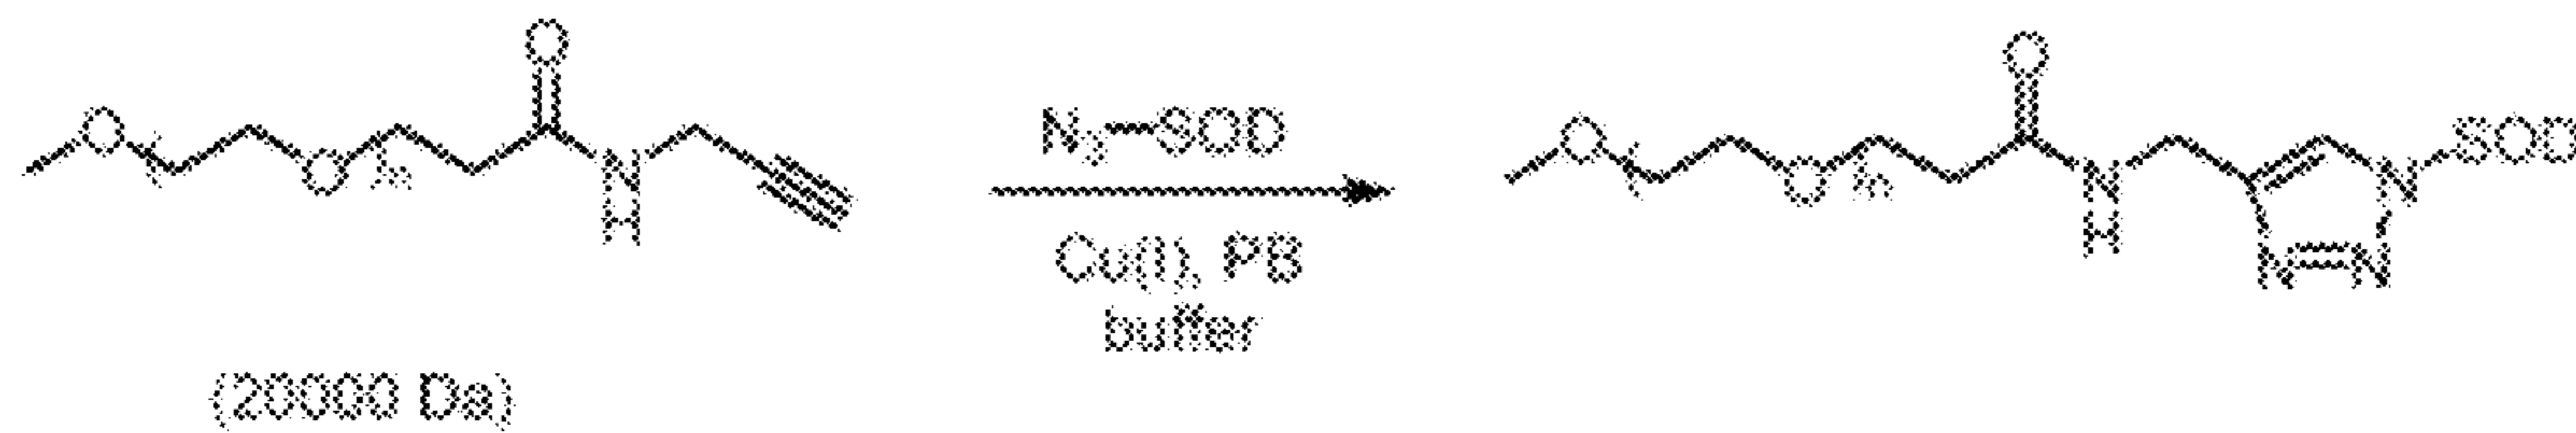 O
O
O
O
n
N
H
N₃—SOD
Cu(I), PB
buffer
O
O
n
N
H
N
SOD
N=N
(20000 Da)